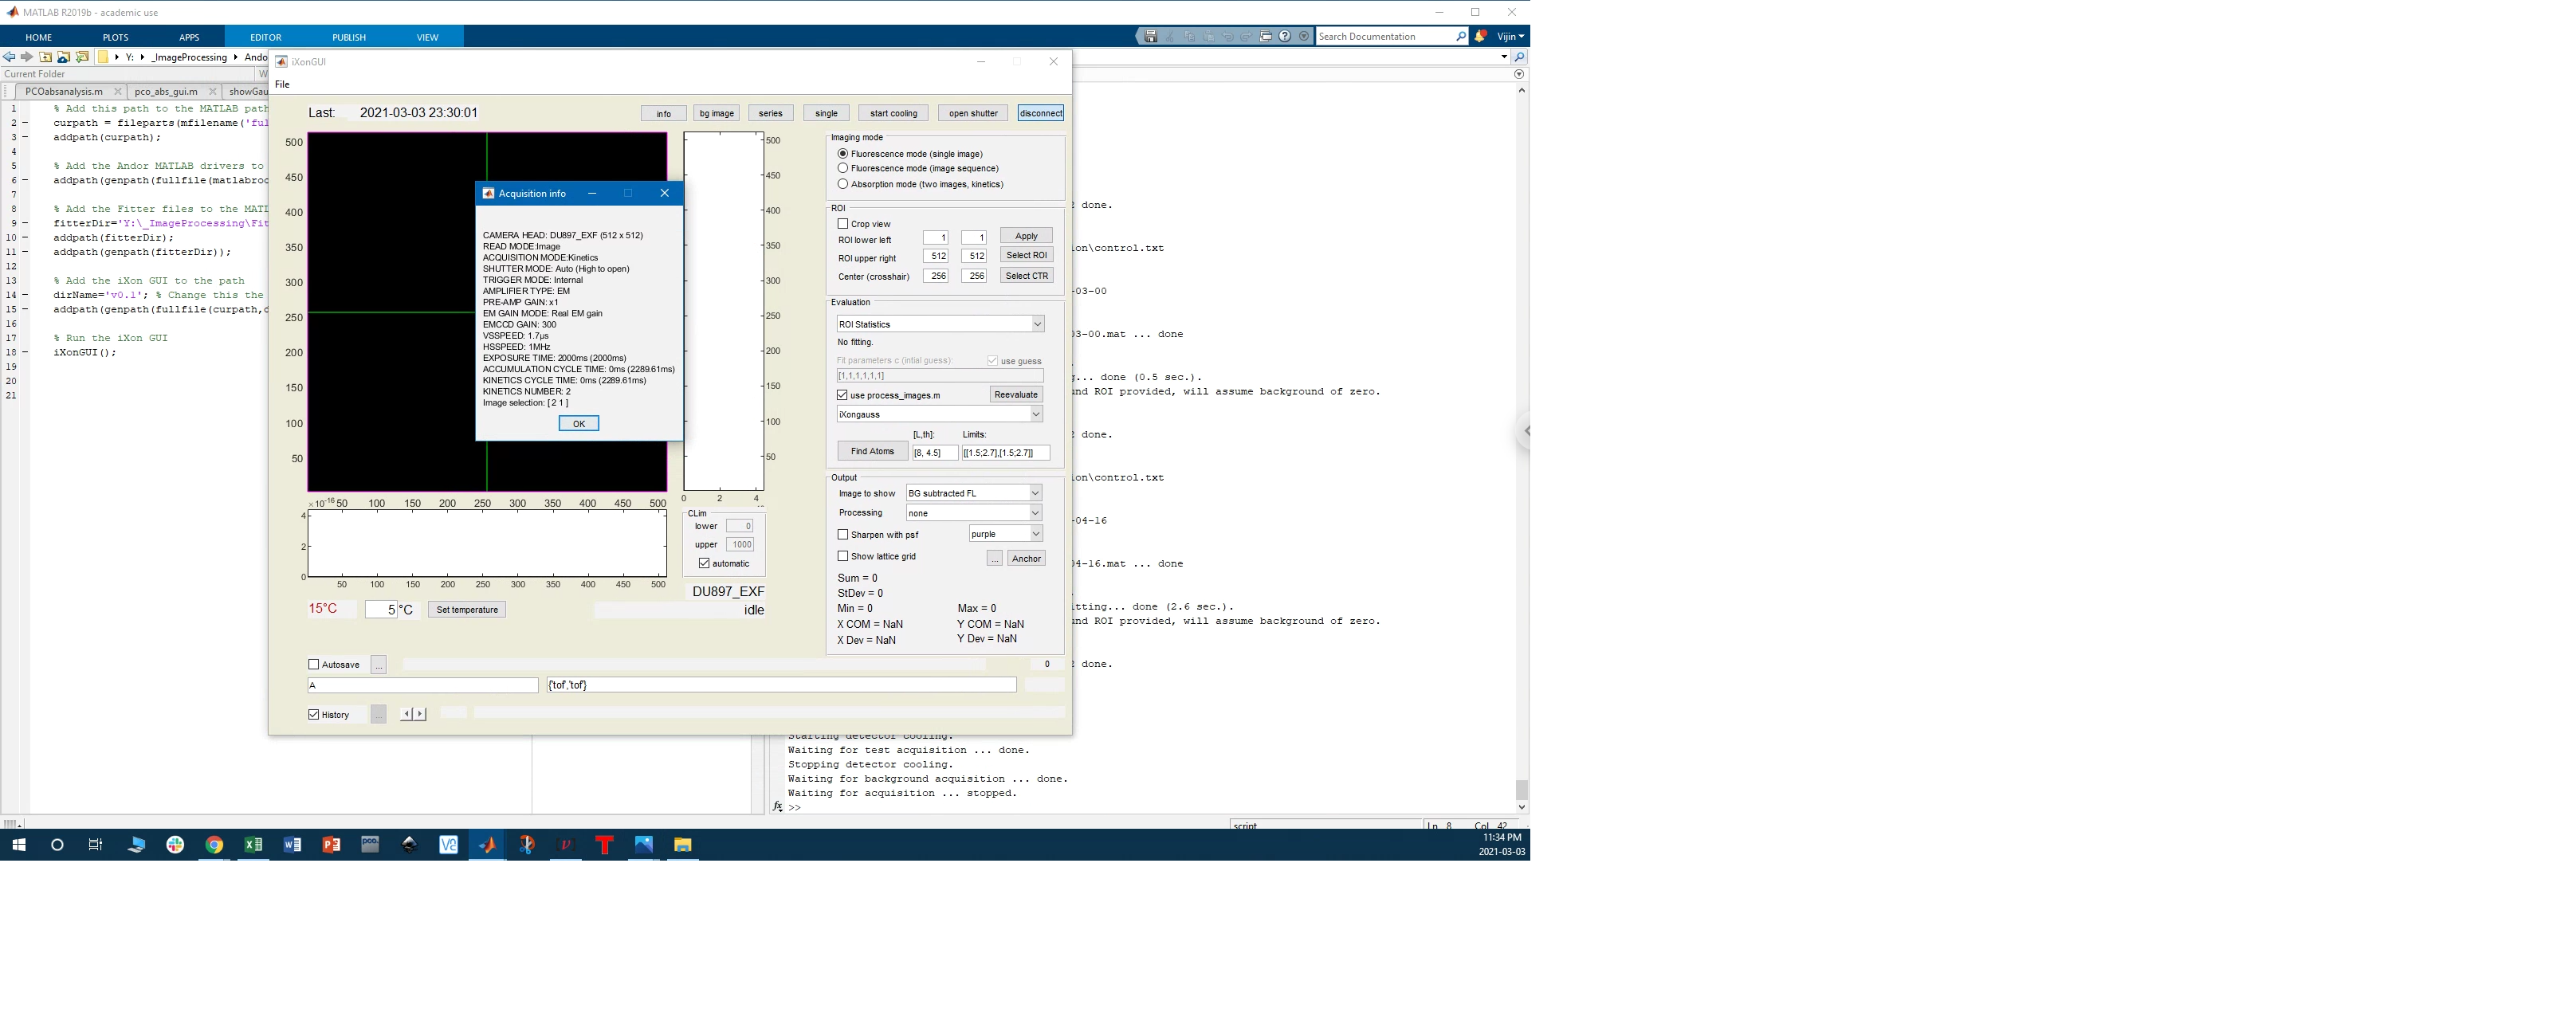 MATLAB R2019b - academic use
HOME PLOTS APPS EDITOR PUBLISH VIEW
Search Documentation
Vijin
Y: ▸ _ImageProcessing ▸ Ando
Current Folder
PCOabsanalysis.m
pco_abs_gui.m
showGau
1 % Add this path to the MATLAB path
2 curpath = fileparts(mfilename('ful
3 addpath(curpath);
4
5 % Add the Andor MATLAB drivers to
6 addpath(genpath(fullfile(matlabroo
7
8 % Add the Fitter files to the MATL
9 fitterDir='Y:\_ImageProcessing\Fit
10 addpath(fitterDir);
11 addpath(genpath(fitterDir));
12
13 % Add the iXon GUI to the path
14 dirName='v0.1'; % Change this the
15 addpath(genpath(fullfile(curpath,d
16
17 % Run the iXon GUI
18 iXonGUI();
19
20
21
iXonGUI
File
Last: 2021-03-03 23:30:01
info
bg image
series
single
start cooling
open shutter
disconnect
500
450
400
350
300
250
200
150
100
50
×10-16 50 100 150 200 250 300 350 400 450 500
500
450
400
350
300
250
200
150
100
50
0 2 4
4
2
0
50 100 150 200 250 300 350 400 450 500
Acquisition info
CAMERA HEAD: DU897_EXF (512 x 512)
READ MODE:Image
ACQUISITION MODE:Kinetics
SHUTTER MODE: Auto (High to open)
TRIGGER MODE: Internal
AMPLIFIER TYPE: EM
PRE-AMP GAIN: x1
EM GAIN MODE: Real EM gain
EMCCD GAIN: 300
VSSPEED: 1.7µs
HSSPEED: 1MHz
EXPOSURE TIME: 2000ms (2000ms)
ACCUMULATION CYCLE TIME: 0ms (2289.61ms)
KINETICS CYCLE TIME: 0ms (2289.61ms)
KINETICS NUMBER: 2
Image selection: [ 2 1 ]
OK
CLim
lower 0
upper 1000
automatic
DU897_EXF
idle
15°C
5 °C
Set temperature
Autosave ...
0
A
{'tof','tof'}
History ...
Imaging mode
Fluorescence mode (single image)
Fluorescence mode (image sequence)
Absorption mode (two images, kinetics)
ROI
Crop view
ROI lower left 1 1 Apply
ROI upper right 512 512 Select ROI
Center (crosshair) 256 256 Select CTR
Evaluation
ROI Statistics
No fitting.
Fit parameters c (intial guess): use guess
[1,1,1,1,1,1]
use process_images.m Reevaluate
iXongauss
[L,th]: Limits:
Find Atoms [8, 4.5] [[1.5;2.7],[1.5;2.7]]
Output
Image to show BG subtracted FL
Processing none
Sharpen with psf purple
Show lattice grid ... Anchor
Sum = 0
StDev = 0
Min = 0 Max = 0
X COM = NaN Y COM = NaN
X Dev = NaN Y Dev = NaN
done.
ion\control.txt
-03-00
03-00.mat ... done
... done (0.5 sec.).
nd ROI provided, will assume background of zero.
done.
ion\control.txt
-04-16
04-16.mat ... done
tting... done (2.6 sec.).
nd ROI provided, will assume background of zero.
done.
Starting detector cooling.
Waiting for test acquisition ... done.
Stopping detector cooling.
Waiting for background acquisition ... done.
Waiting for acquisition ... stopped.
fx >>
script
Ln 8 Col 42
11:34 PM
2021-03-03